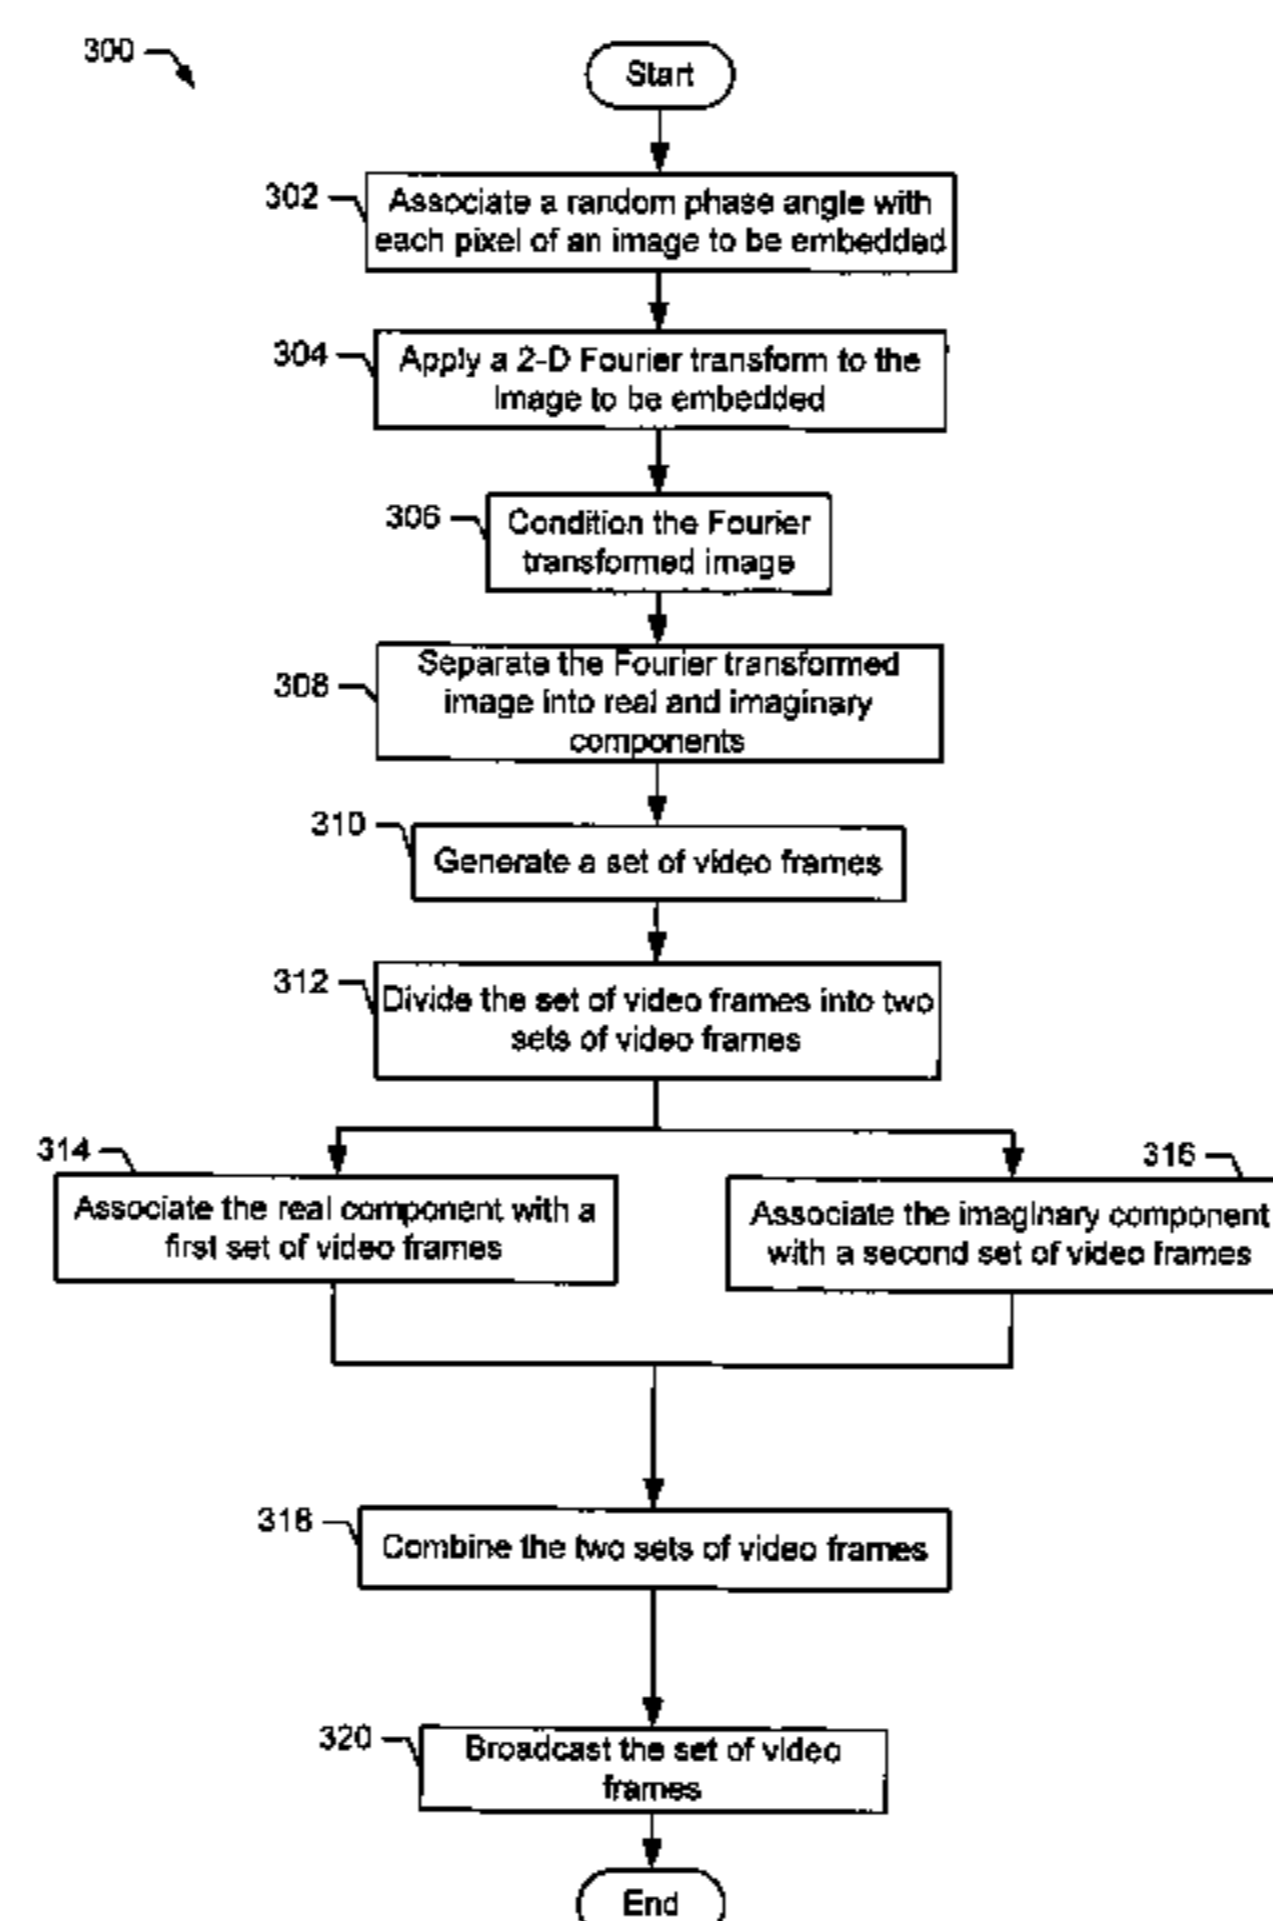 300
Start
302
Associate a random phase angle with
each pixel of an image to be embedded
304
Apply a 2-D Fourier transform to the
image to be embedded
306
Condition the Fourier
transformed image
308
Separate the Fourier transformed
image into real and imaginary
components
310
Generate a set of video frames
312
Divide the set of video frames into two
sets of video frames
314
Associate the real component with a
first set of video frames
316
Associate the imaginary component
with a second set of video frames
318
Combine the two sets of video frames
320
Broadcast the set of video
frames
End